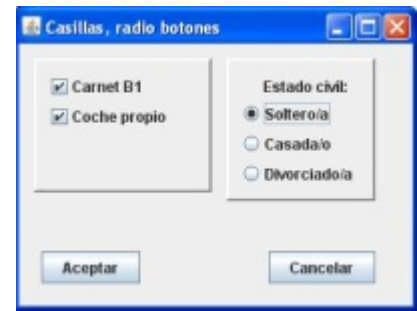 Casillas, radio botones
Carnet B1
Coche propio
Estado civil:
Soltero/a
Casada/o
Divorciado/a
Aceptar
Cancelar